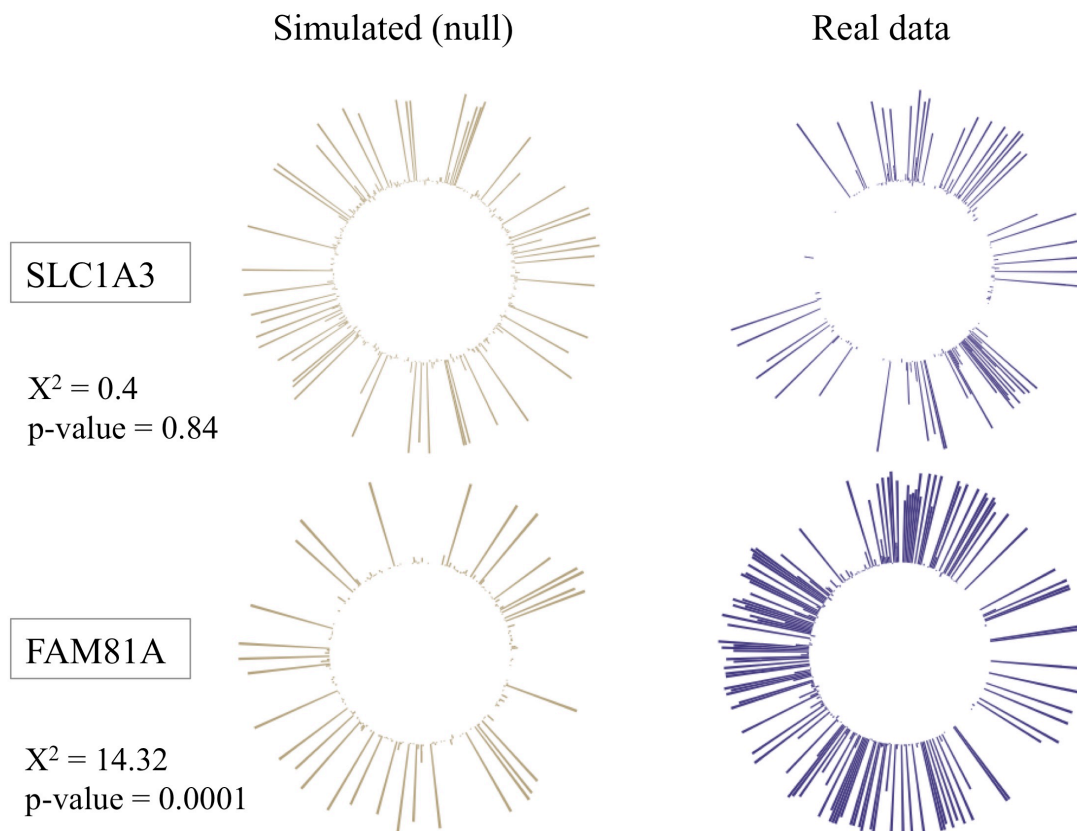 Simulated (null)
Real data
SLC1A3
X² = 0.4
p-value = 0.84
FAM81A
X² = 14.32
p-value = 0.0001